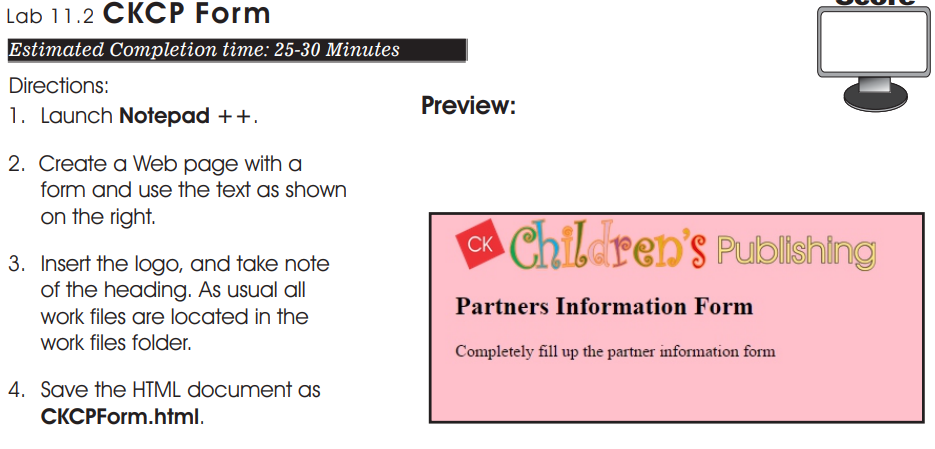 Score
Lab 11.2 CKCP Form
Estimated Completion time: 25-30 Minutes
Directions:
1. Launch Notepad ++.
2. Create a Web page with a
form and use the text as shown
on the right.
3. Insert the logo, and take note
of the heading. As usual all
work files are located in the
work files folder.
4. Save the HTML document as
CKCPForm.html.
Preview:
CK Children's Publishing
Partners Information Form
Completely fill up the partner information form